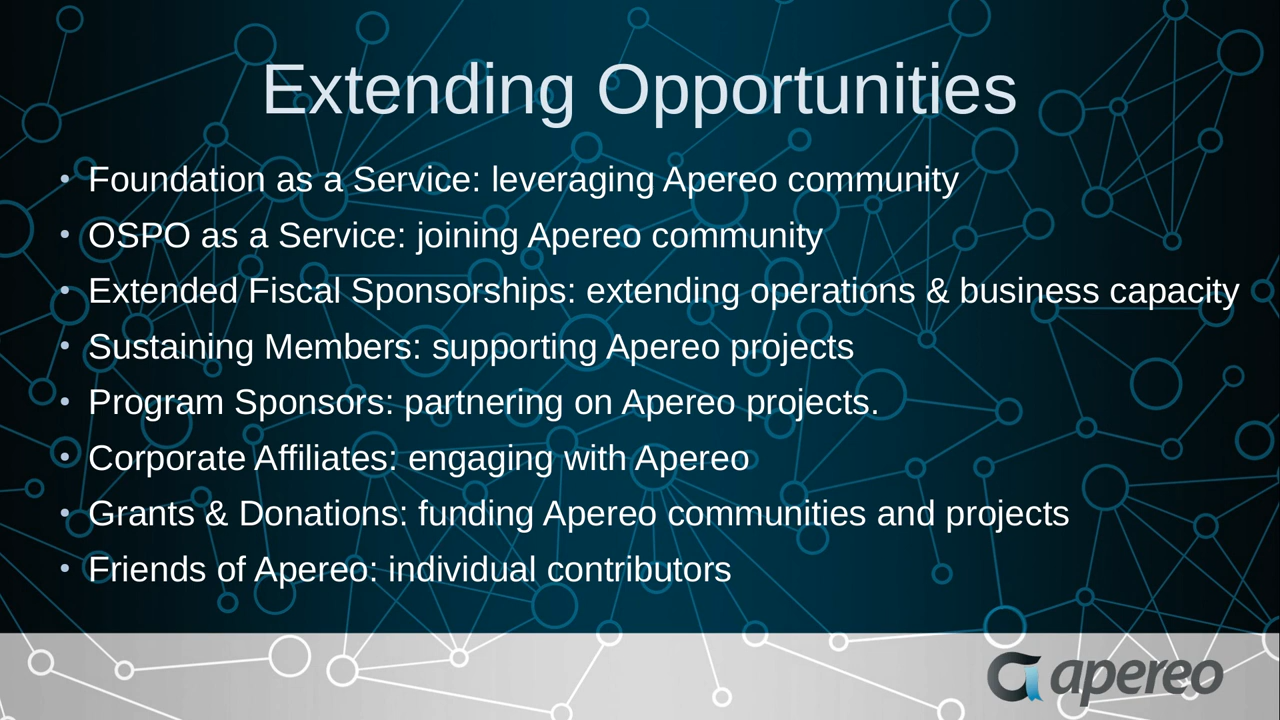 Extending Opportunities
• Foundation as a Service: leveraging Apereo community
• OSPO as a Service: joining Apereo community
• Extended Fiscal Sponsorships: extending operations & business capacity
• Sustaining Members: supporting Apereo projects
• Program Sponsors: partnering on Apereo projects.
• Corporate Affiliates: engaging with Apereo
• Grants & Donations: funding Apereo communities and projects
• Friends of Apereo: individual contributors
apereo